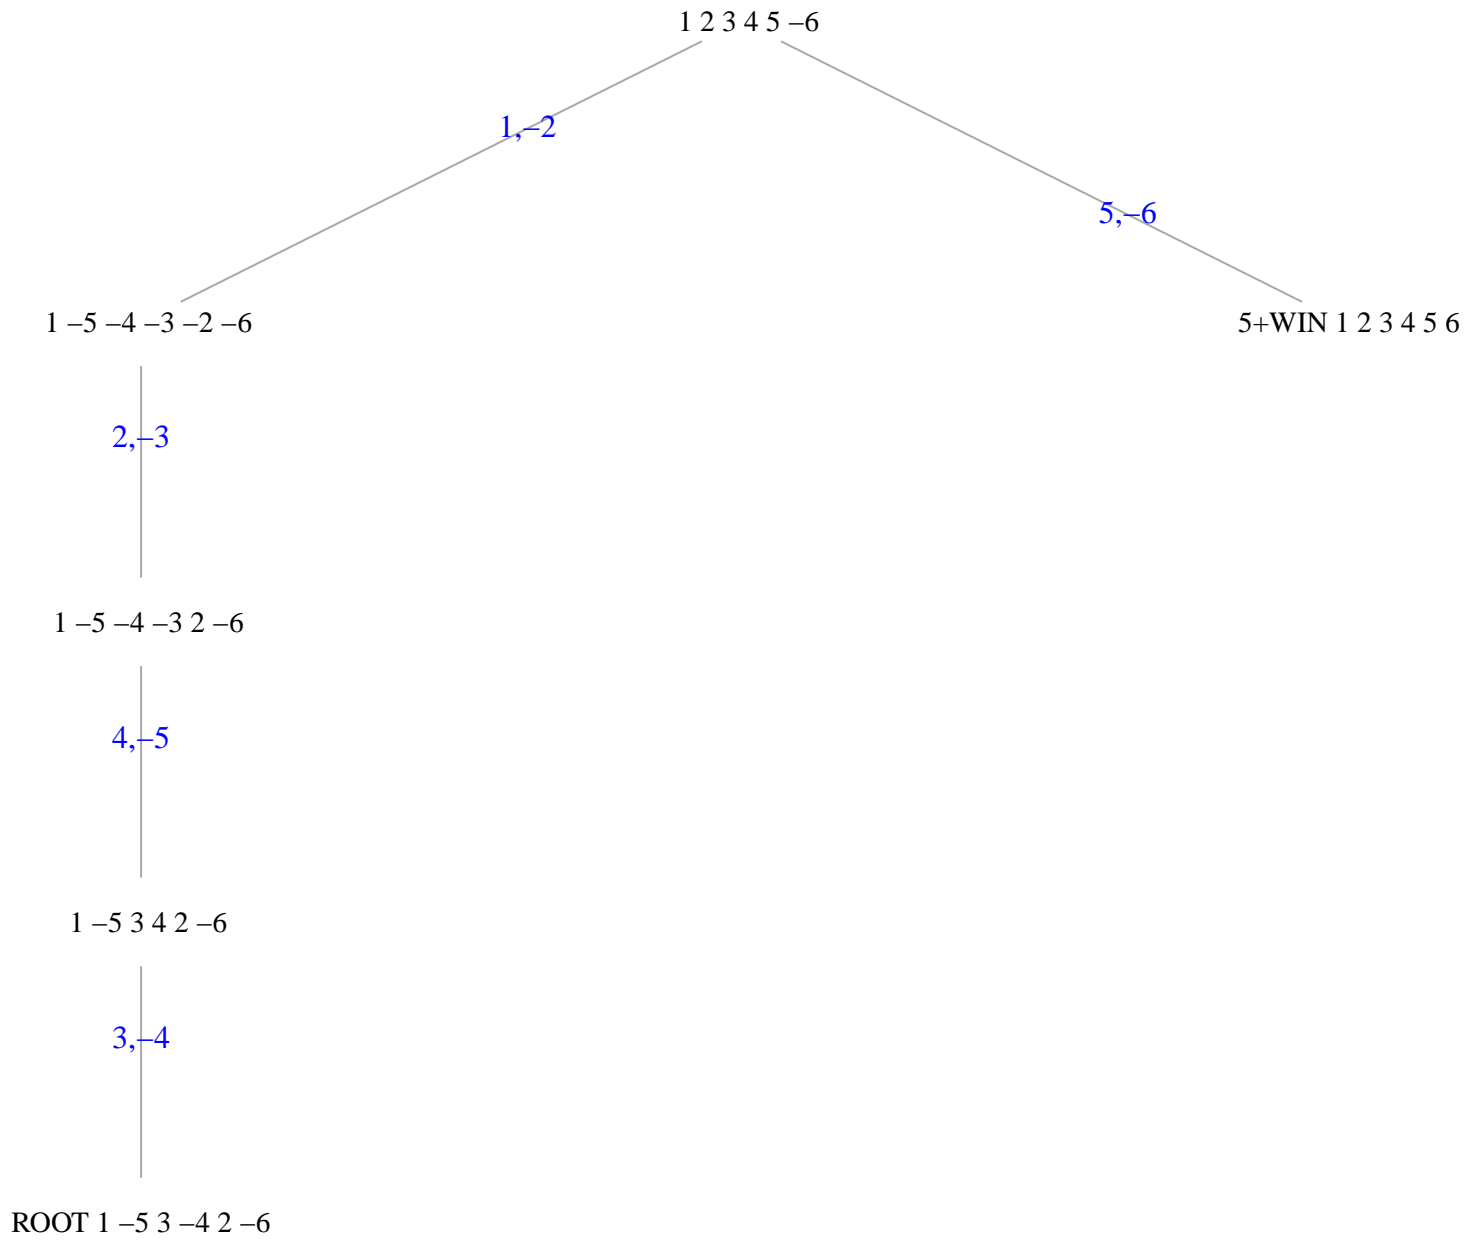 1 2 3 4 5 –6
1,–2
5,–6
1 –5 –4 –3 –2 –6
5+WIN 1 2 3 4 5 6
2,–3
1 –5 –4 –3 2 –6
4,–5
1 –5 3 4 2 –6
3,–4
ROOT 1 –5 3 –4 2 –6